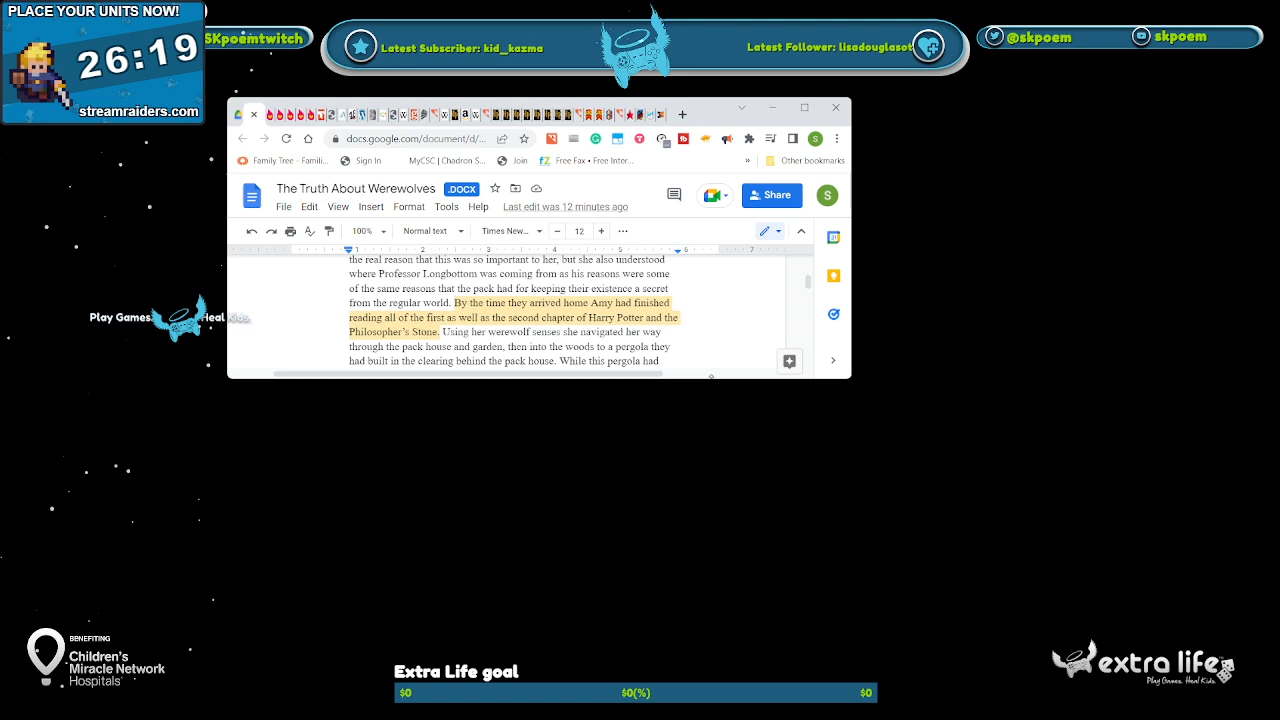 PLACE YOUR UNITS NOW!
26:19
streamraiders.com
SKpoemtwitch
Latest Subscriber: kid_kazma
Latest Follower: lisadouglasot
@skpoem
skpoem
docs.google.com/document/d/...
Family Tree - Famili...
Sign In
MyCSC | Chadron S...
Join
Free Fax • Free Inter...
»
Other bookmarks
The Truth About Werewolves
.DOCX
File Edit View Insert Format Tools Help
Last edit was 12 minutes ago
Share
S
100%
Normal text
Times New...
12
1 2 3 4 5 6 7
the real reason that this was so important to her, but she also understood
where Professor Longbottom was coming from as his reasons were some
of the same reasons that the pack had for keeping their existence a secret
from the regular world. By the time they arrived home Amy had finished
reading all of the first as well as the second chapter of Harry Potter and the
Philosopher's Stone. Using her werewolf senses she navigated her way
through the pack house and garden, then into the woods to a pergola they
had built in the clearing behind the pack house. While this pergola had
Play Games. Heal Kids.
BENEFITING
Children's
Miracle Network
Hospitals
Extra Life goal
$0 $0(%) $0
extra life
Play Games. Heal Kids.